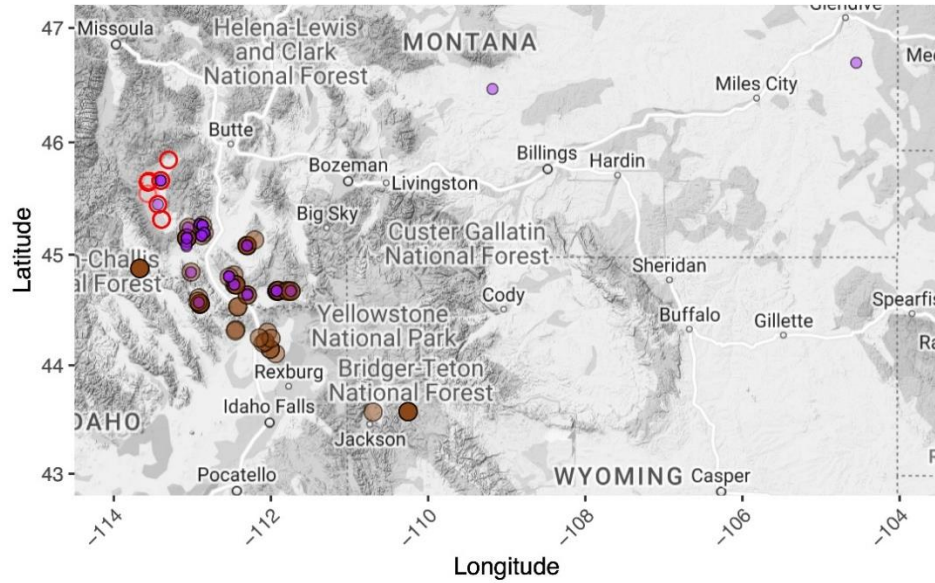 Glendive
47
Missoula
Helena-Lewis
and Clark
National Forest
MONTANA
Miles City
46
Butte
Billings
Hardin
Bozeman
Livingston
Big Sky
Custer Gallatin
National Forest
45
-Challis
al Forest
Sheridan
Cody
Spearfis
Buffalo
Gillette
Yellowstone
National Park
Ra
44
Bridger-Teton
National Forest
Rexburg
DAHO
Idaho Falls
Jackson
43
Pocatello
WYOMING
Casper
Latitude
-114
-112
-110
-108
-106
-104
Longitude